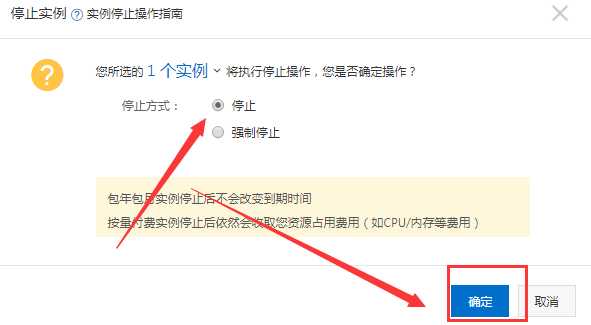 停止实例 ? 实例停止操作指南
?
您所选的 1 个实例 将执行停止操作，您是否确定操作？
停止方式： 停止
强制停止
包年包月实例停止后不会改变到期时间
按量付费实例停止后依然会收取您资源占用费用（如CPU/内存等费用）
确定 取消